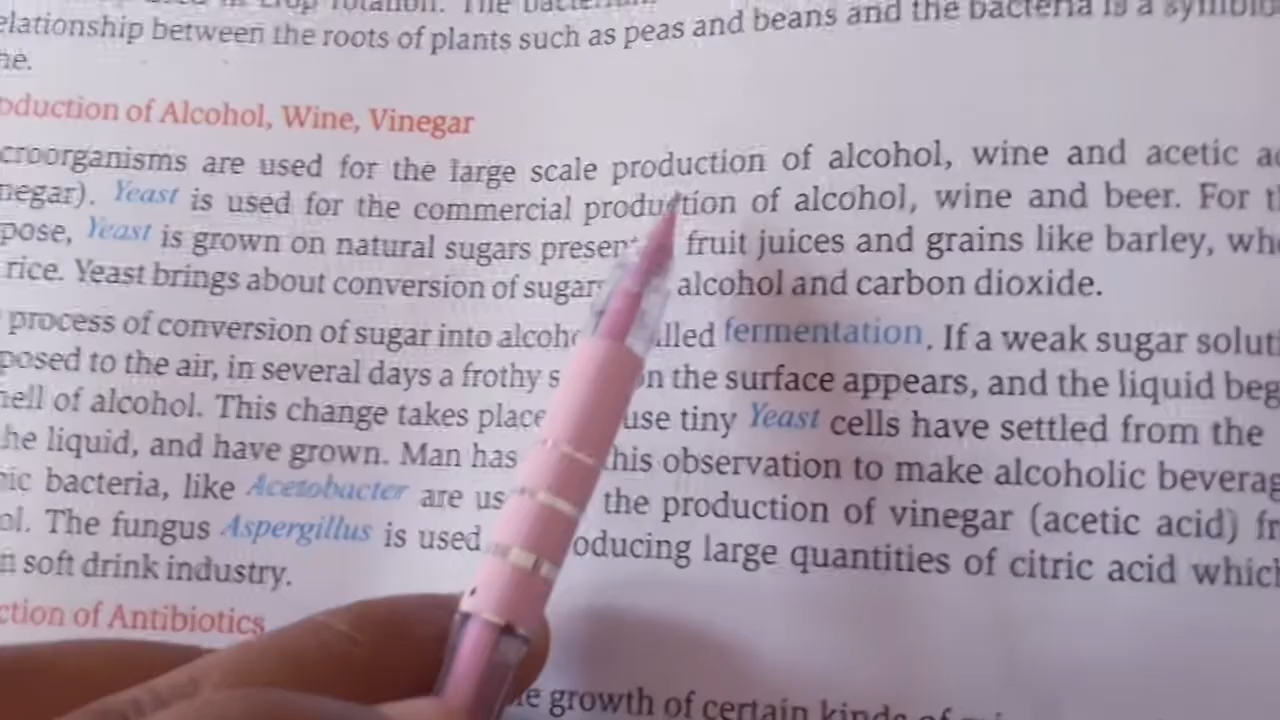 rotation. The
elationship between the roots of plants such as peas and beans and the bacteria is a
oduction of Alcohol, Wine, Vinegar
croorganisms are used for the large scale production of alcohol, wine and acetic
negar). Yeast is used for the commercial production of alcohol, wine and beer. For
pose, Yeast is grown on natural sugars present fruit juices and grains like barley,
rice. Yeast brings about conversion of sugar alcohol and carbon dioxide.
process of conversion of sugar into alcoho lled fermentation. If a weak sugar soluti
posed to the air, in several days a frothy s on the surface appears, and the liquid beg
ell of alcohol. This change takes place use tiny Yeast cells have settled from the
he liquid, and have grown. Man has this observation to make alcoholic beverag
ic bacteria, like Acetobacter are us the production of vinegar (acetic acid) fr
ol. The fungus Aspergillus is used oducing large quantities of citric acid which
n soft drink industry.
ction of Antibiotics
e growth of certain kinds of